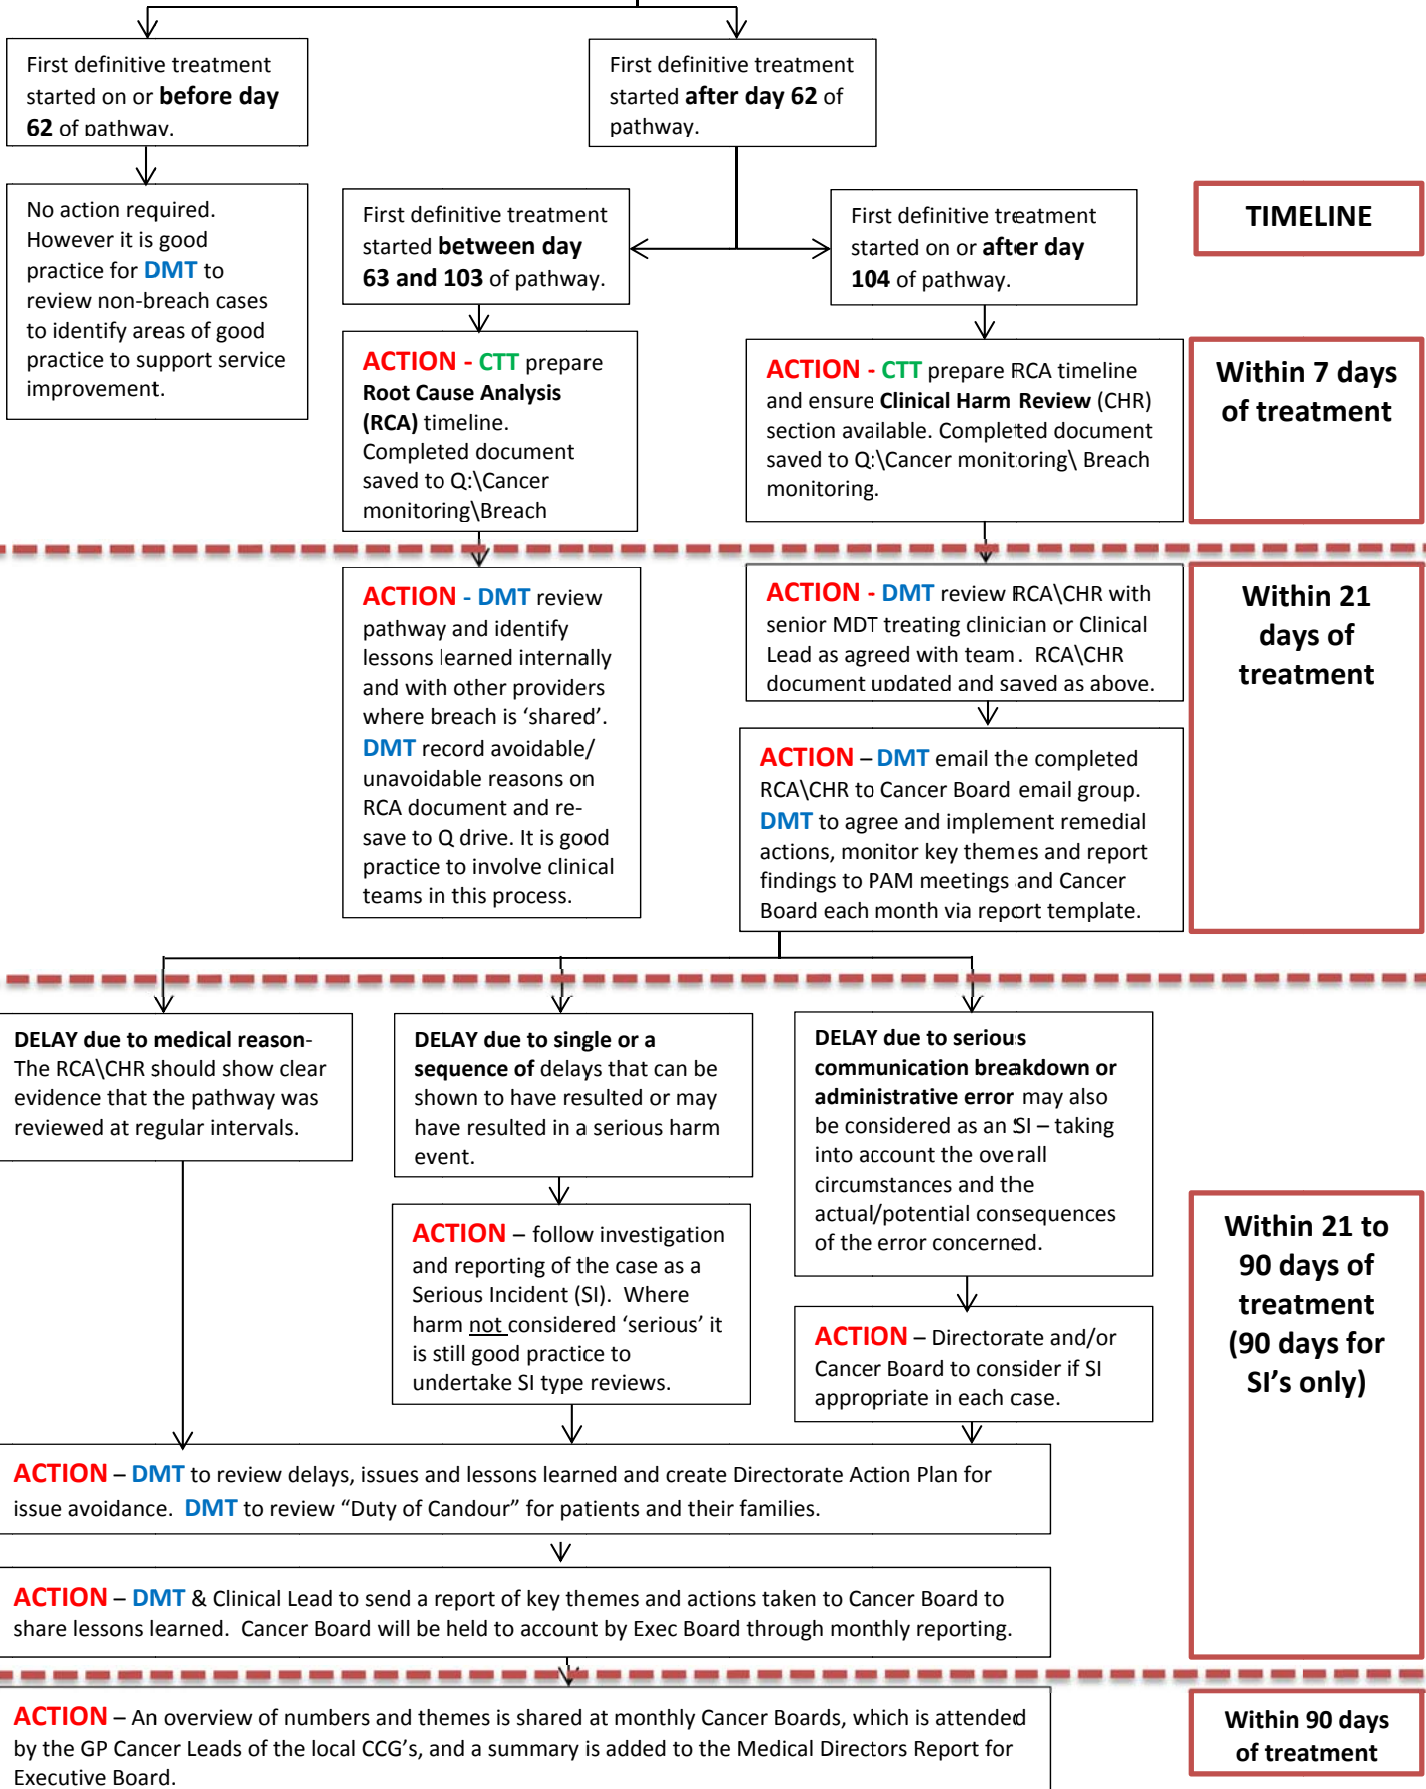 First definitive treatment
started on or before day
62 of pathway.
First definitive treatment
started after day 62 of
pathway.
No action required.
However it is good
practice for DMT to
review non-breach cases
to identify areas of good
practice to support service
improvement.
First definitive treatment
started between day
63 and 103 of pathway.
First definitive treatment
started on or after day
104 of pathway.
TIMELINE
ACTION - CTT prepare
Root Cause Analysis
(RCA) timeline.
Completed document
saved to Q:\Cancer
monitoring\Breach
ACTION - CTT prepare RCA timeline
and ensure Clinical Harm Review (CHR)
section available. Completed document
saved to Q:\Cancer monitoring\ Breach
monitoring.
Within 7 days
of treatment
ACTION - DMT review
pathway and identify
lessons learned internally
and with other providers
where breach is ‘shared’.
DMT record avoidable/
unavoidable reasons on
RCA document and re-
save to Q drive. It is good
practice to involve clinical
teams in this process.
ACTION - DMT review RCA\CHR with
senior MDT treating clinician or Clinical
Lead as agreed with team. RCA\CHR
document updated and saved as above.
ACTION – DMT email the completed
RCA\CHR to Cancer Board email group.
DMT to agree and implement remedial
actions, monitor key themes and report
findings to PAM meetings and Cancer
Board each month via report template.
Within 21
days of
treatment
DELAY due to medical reason-
The RCA\CHR should show clear
evidence that the pathway was
reviewed at regular intervals.
DELAY due to single or a
sequence of delays that can be
shown to have resulted or may
have resulted in a serious harm
event.
DELAY due to serious
communication breakdown or
administrative error may also
be considered as an SI – taking
into account the overall
circumstances and the
actual/potential consequences
of the error concerned.
ACTION – follow investigation
and reporting of the case as a
Serious Incident (SI). Where
harm not considered ‘serious’ it
is still good practice to
undertake SI type reviews.
ACTION – Directorate and/or
Cancer Board to consider if SI
appropriate in each case.
Within 21 to
90 days of
treatment
(90 days for
SI’s only)
ACTION – DMT to review delays, issues and lessons learned and create Directorate Action Plan for
issue avoidance. DMT to review “Duty of Candour” for patients and their families.
ACTION – DMT & Clinical Lead to send a report of key themes and actions taken to Cancer Board to
share lessons learned. Cancer Board will be held to account by Exec Board through monthly reporting.
ACTION – An overview of numbers and themes is shared at monthly Cancer Boards, which is attended
by the GP Cancer Leads of the local CCG’s, and a summary is added to the Medical Directors Report for
Executive Board.
Within 90 days
of treatment